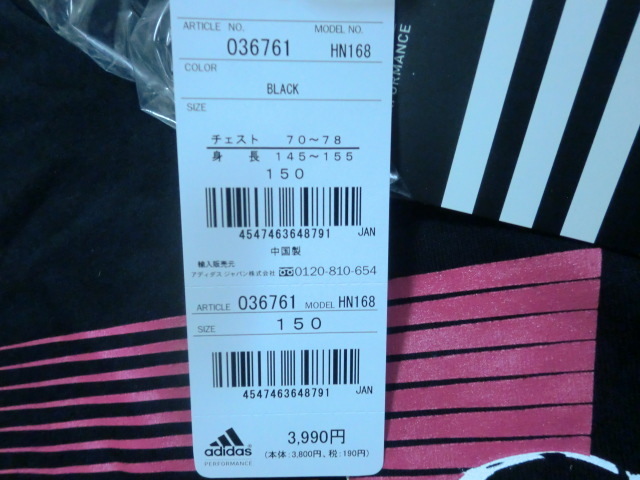 ARTICLE NO. MODEL NO.
036761 HN168
COLOR
BLACK
SIZE
チェスト 70～78
身長 145～155
150
4547463648791 JAN
中国製
輸入販売元
アディダス ジャパン株式会社 0120-810-654
ARTICLE 036761 MODEL HN168
SIZE 150
4547463648791 JAN
adidas
PERFORMANCE
3,990円
(本体:3,800円、税:190円)